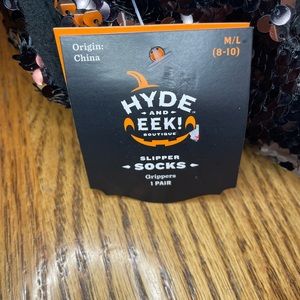 Origin:
China
M/L
(8-10)
HYDE
AND
EEK!
BOUTIQUE
SLIPPER
SOCKS
Grippers
1 PAIR